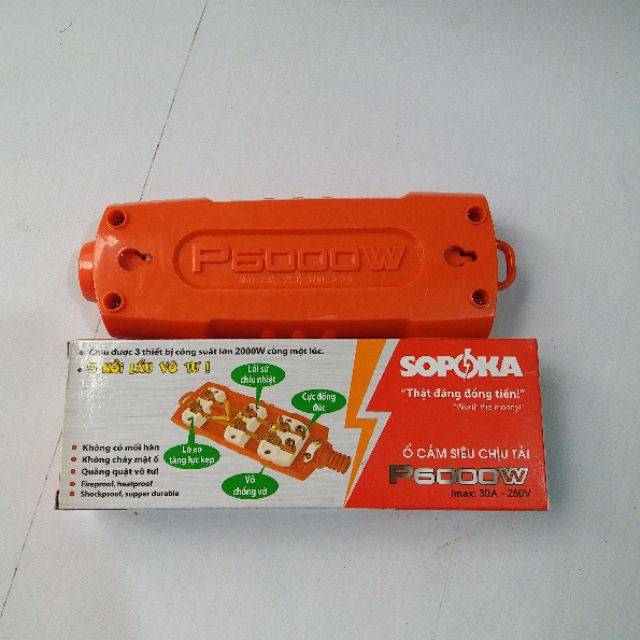 P6000W
Chịu được 3 thiết bị công suất lớn 2000W cùng một lúc.
3 NỒI LẨU VÔ TƯ !
Lõi sứ
chịu nhiệt
Cực đồng
đúc
Lò xo
tăng lực kẹp
Vỏ
chống vỡ
Không có mối hàn
Không cháy mặt ổ
Quăng quật vô tư!
Fireproof, heatproof
Shockproof, supper durable
SOPOKA
"Thật đáng đồng tiền!"
"Worth the money!"
Ổ CẮM SIÊU CHỊU TẢI
P6000W
Imax: 30A - 250V